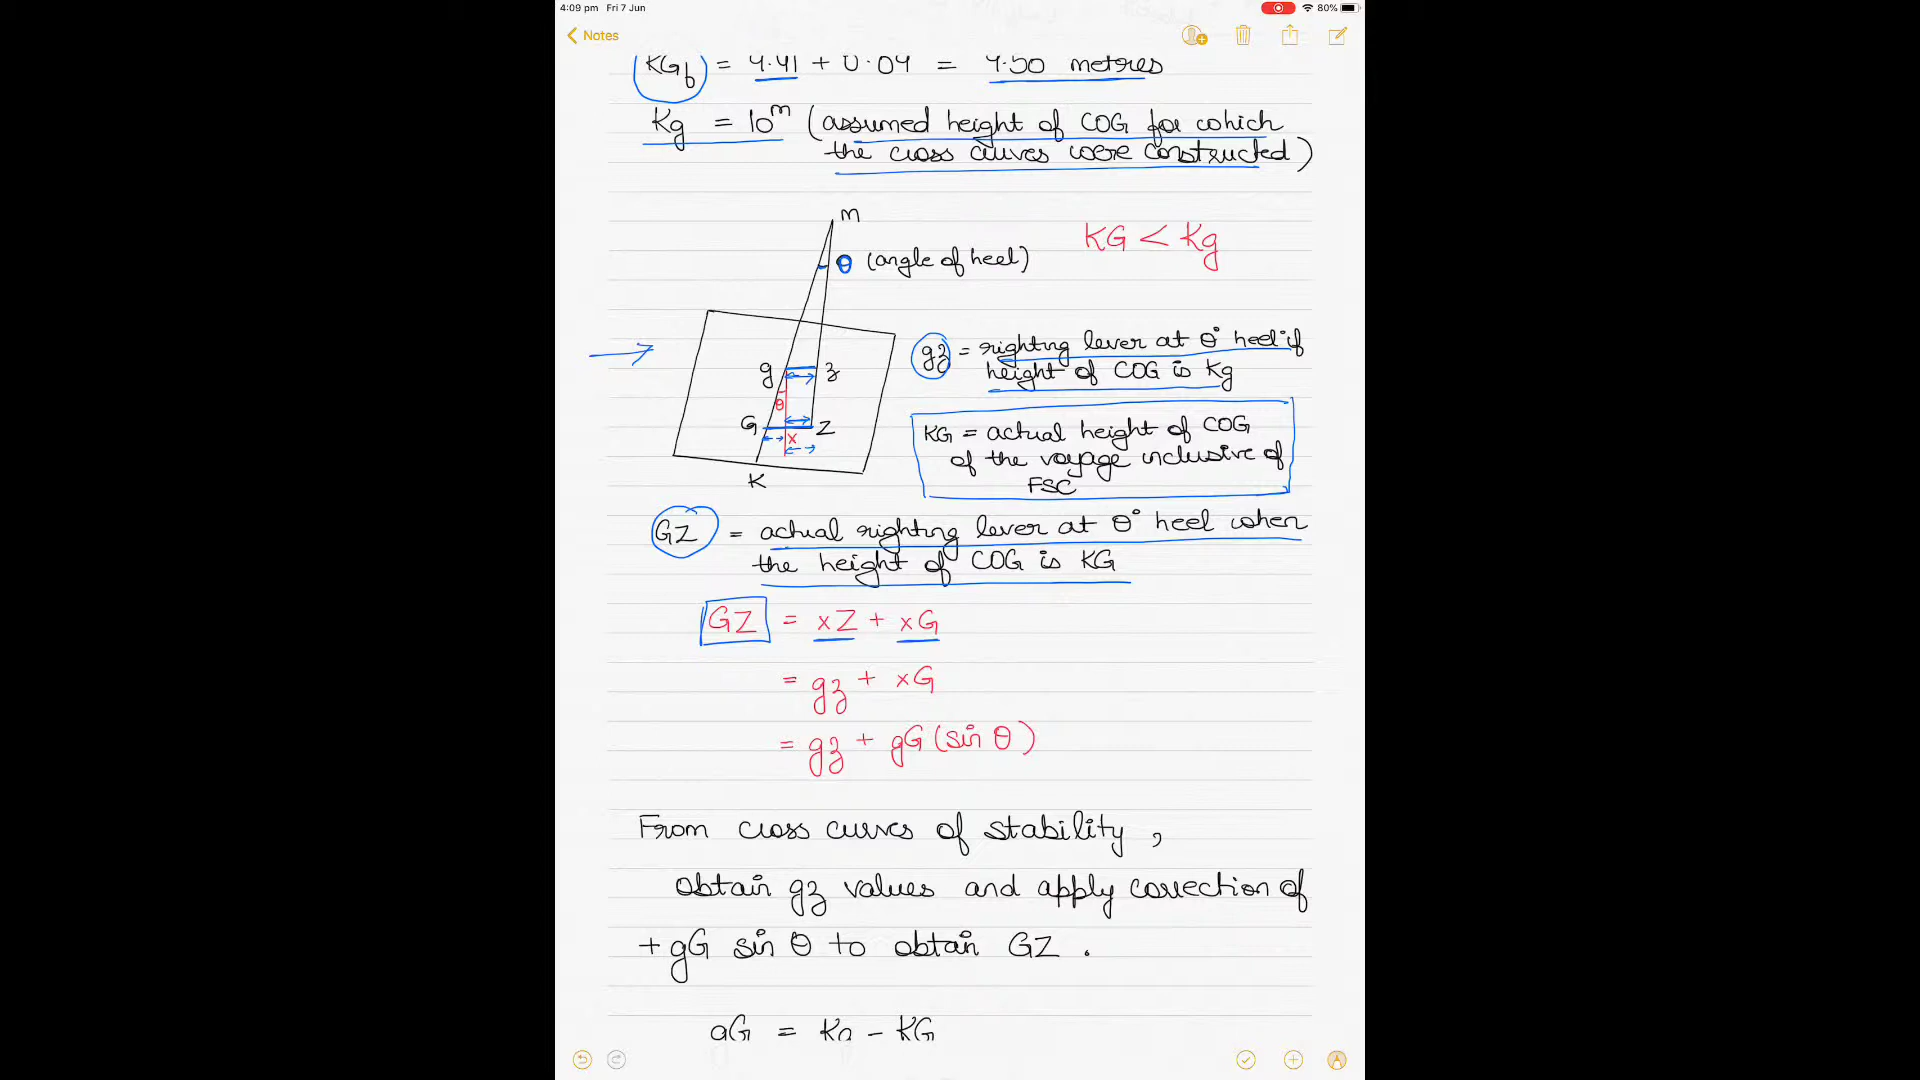 4:09 pm Fri 7 Jun
80%
Notes
KGf = 4.41 + 0.04 = 4.50 metres
Kg = 10m (assumed height of COG for which
the cross curves were constructed)
M
KG < Kg
θ (angle of heel)
gz = righting lever at θ° heel if
height of COG is Kg
g z
θ
G x Z
K
KG = actual height of COG
of the voyage inclusive of
FSC
GZ = actual righting lever at θ° heel when
the height of COG is KG
GZ = xZ + xG
= gz + xG
= gz + gG (sin θ)
From cross curves of stability,
obtain gz values and apply correction of
+ gG sin θ to obtain GZ.
gG = Kg - KG